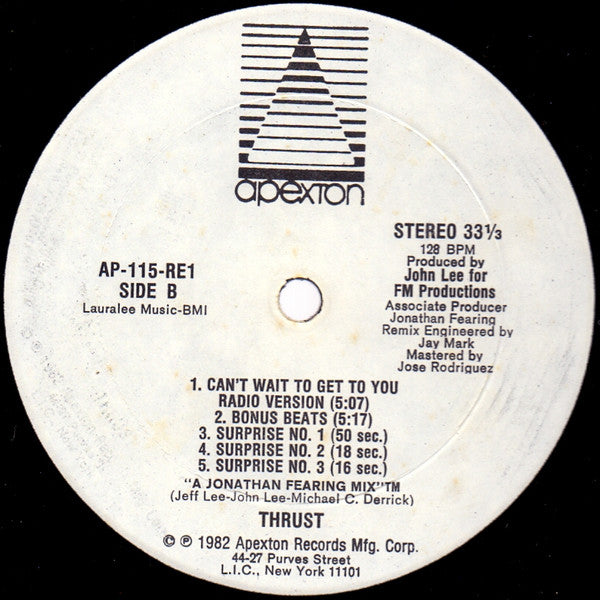 apexton
AP-115-RE1
SIDE B
Lauralee Music-BMI
STEREO 33⅓
128 BPM
Produced by
John Lee for
FM Productions
Associate Producer
Jonathan Fearing
Remix Engineered by
Jay Mark
Mastered by
Jose Rodriguez
1. CAN'T WAIT TO GET TO YOU
RADIO VERSION (5:07)
2. BONUS BEATS (5:17)
3. SURPRISE NO. 1 (50 sec.)
4. SURPRISE NO. 2 (18 sec.)
5. SURPRISE NO. 3 (16 sec.)
"A JONATHAN FEARING MIX"TM
(Jeff Lee-John Lee-Michael C. Derrick)
THRUST
© ℗ 1982 Apexton Records Mfg. Corp.
44-27 Purves Street
L.I.C., New York 11101